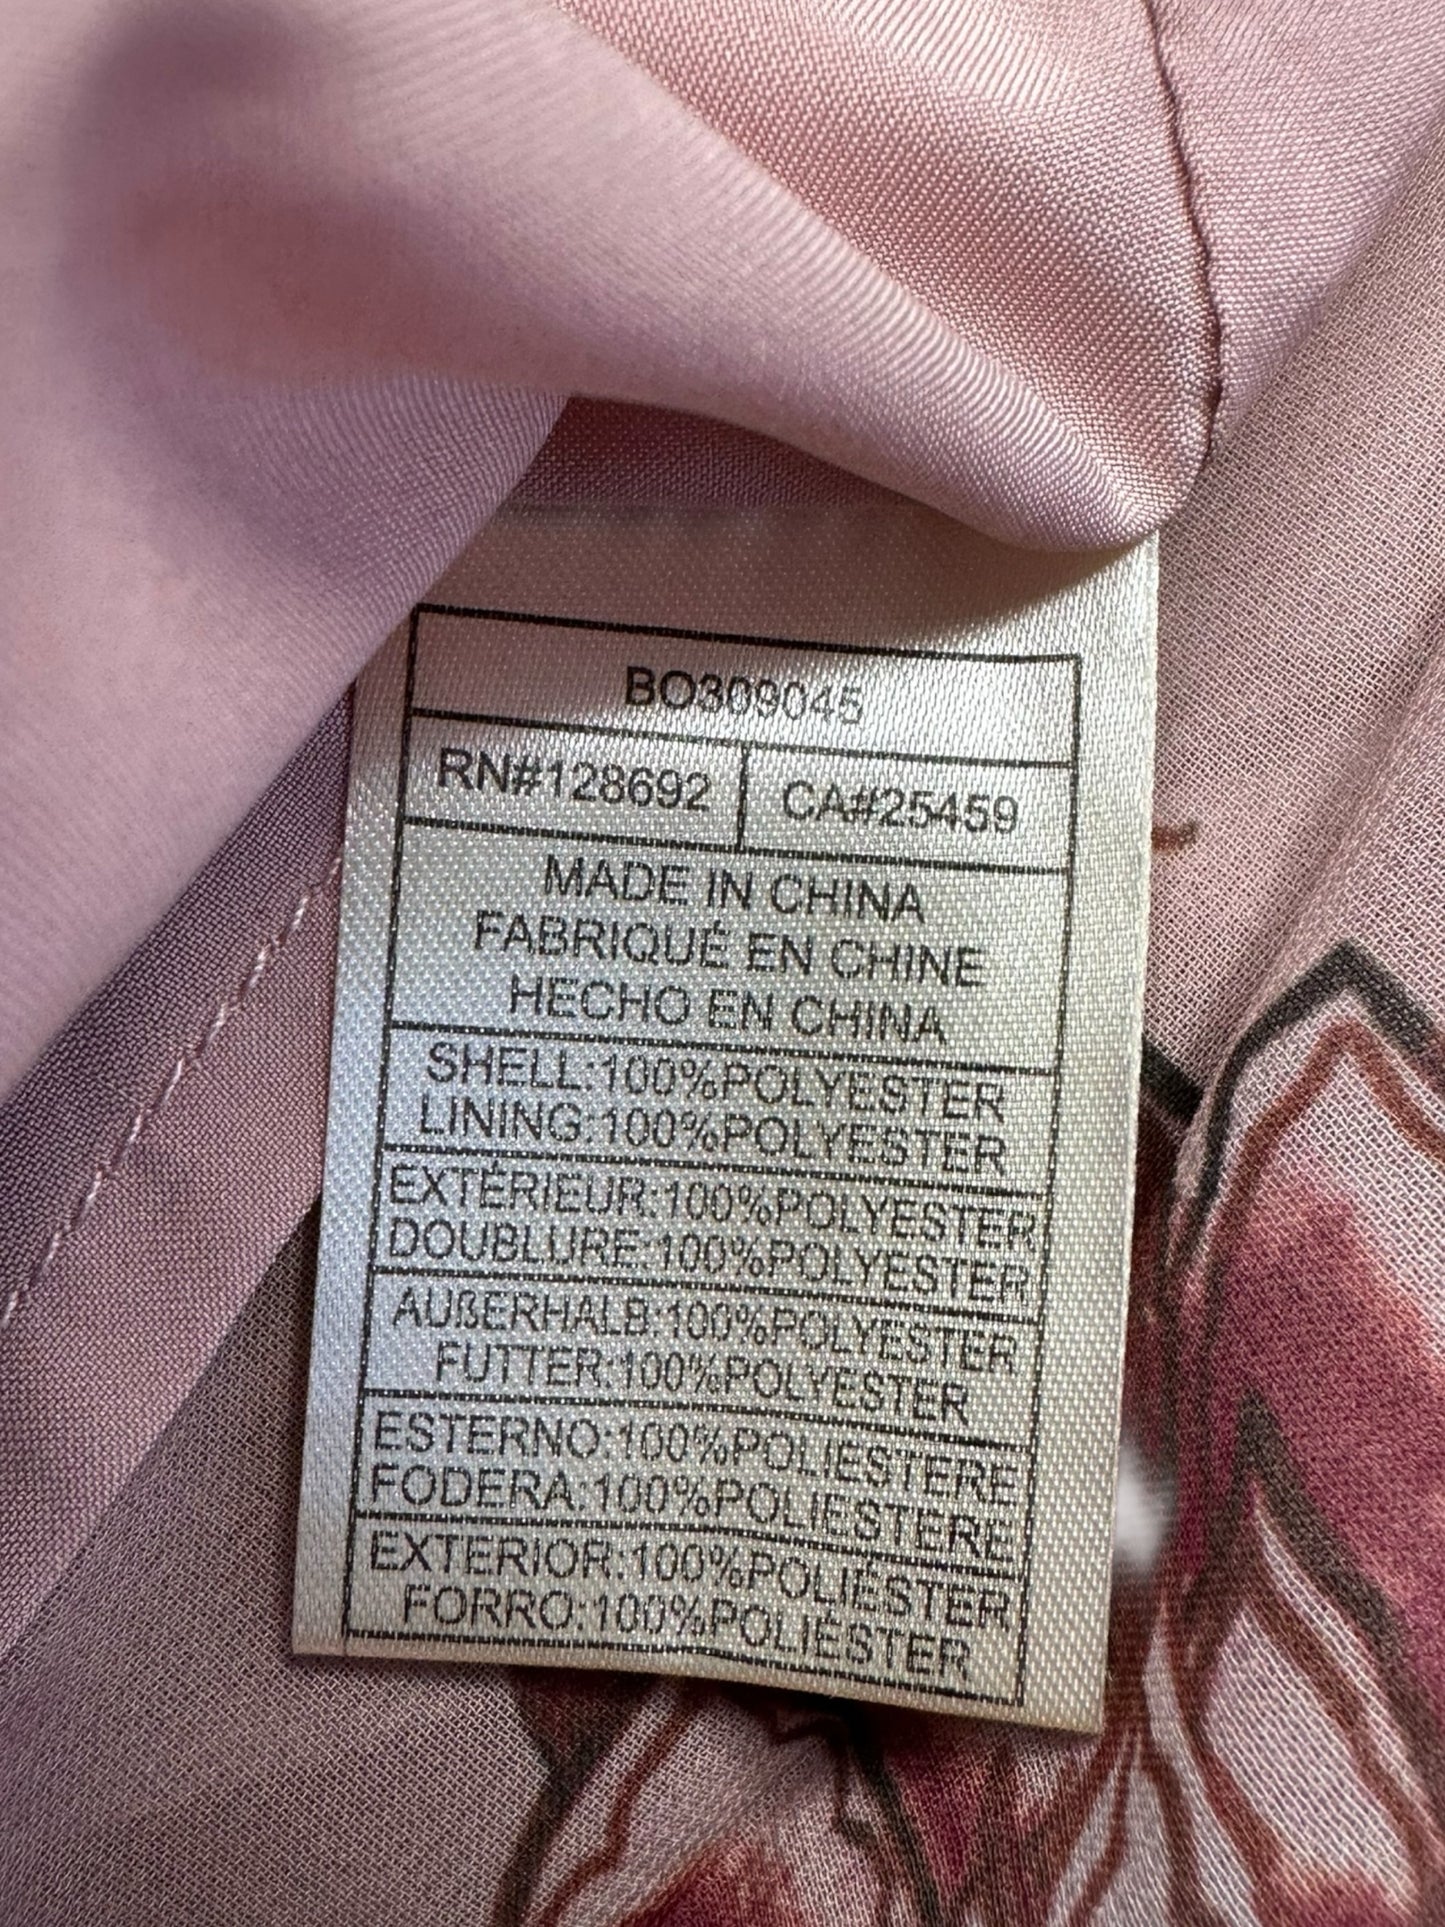 BO309045
RN#128692 CA#25459
MADE IN CHINA
FABRIQUÉ EN CHINE
HECHO EN CHINA
SHELL:100%POLYESTER
LINING:100%POLYESTER
EXTÉRIEUR:100%POLYESTER
DOUBLURE:100%POLYESTER
AUßERHALB:100%POLYESTER
FUTTER:100%POLYESTER
ESTERNO:100%POLIESTERE
FODERA:100%POLIESTERE
EXTERIOR:100%POLIÉSTER
FORRO:100%POLIÉSTER